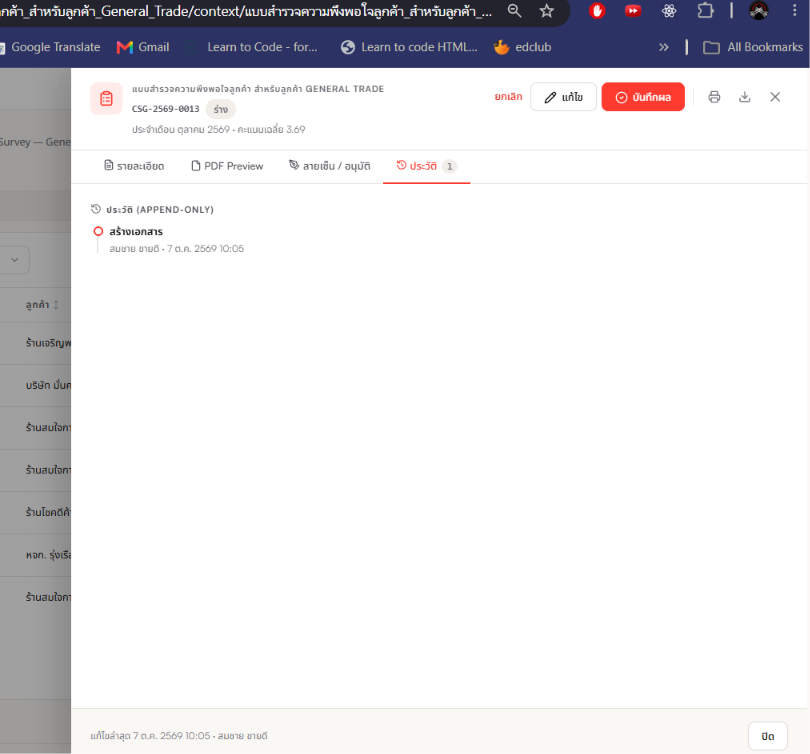 กค้า_สำหรับลูกค้า_General_Trade/context/แบบสำรวจความพึงพอใจลูกค้า_สำหรับลูกค้า_...
Google Translate Gmail Learn to Code - for... Learn to code HTML... edclub » All Bookmarks
แบบสำรวจความพึงพอใจลูกค้า สำหรับลูกค้า GENERAL TRADE
CSG-2569-0013 ร่าง
ประจำเดือน ตุลาคม 2569 • คะแนนเฉลี่ย 3.69
ยกเลิก แก้ไข บันทึกผล
Survey — Gene
รายละเอียด PDF Preview ลายเซ็น / อนุมัติ ประวัติ 1
ประวัติ (APPEND-ONLY)
สร้างเอกสาร
สมชาย ขายดี • 7 ต.ค. 2569 10:05
ลูกค้า
ร้านเจริญพ
บริษัท มั่นค
ร้านสมใจกา
ร้านสมใจกา
ร้านโชคดีค้า
หจก. รุ่งเรือ
ร้านสมใจกา
แก้ไขล่าสุด 7 ต.ค. 2569 10:05 • สมชาย ขายดี
ปิด